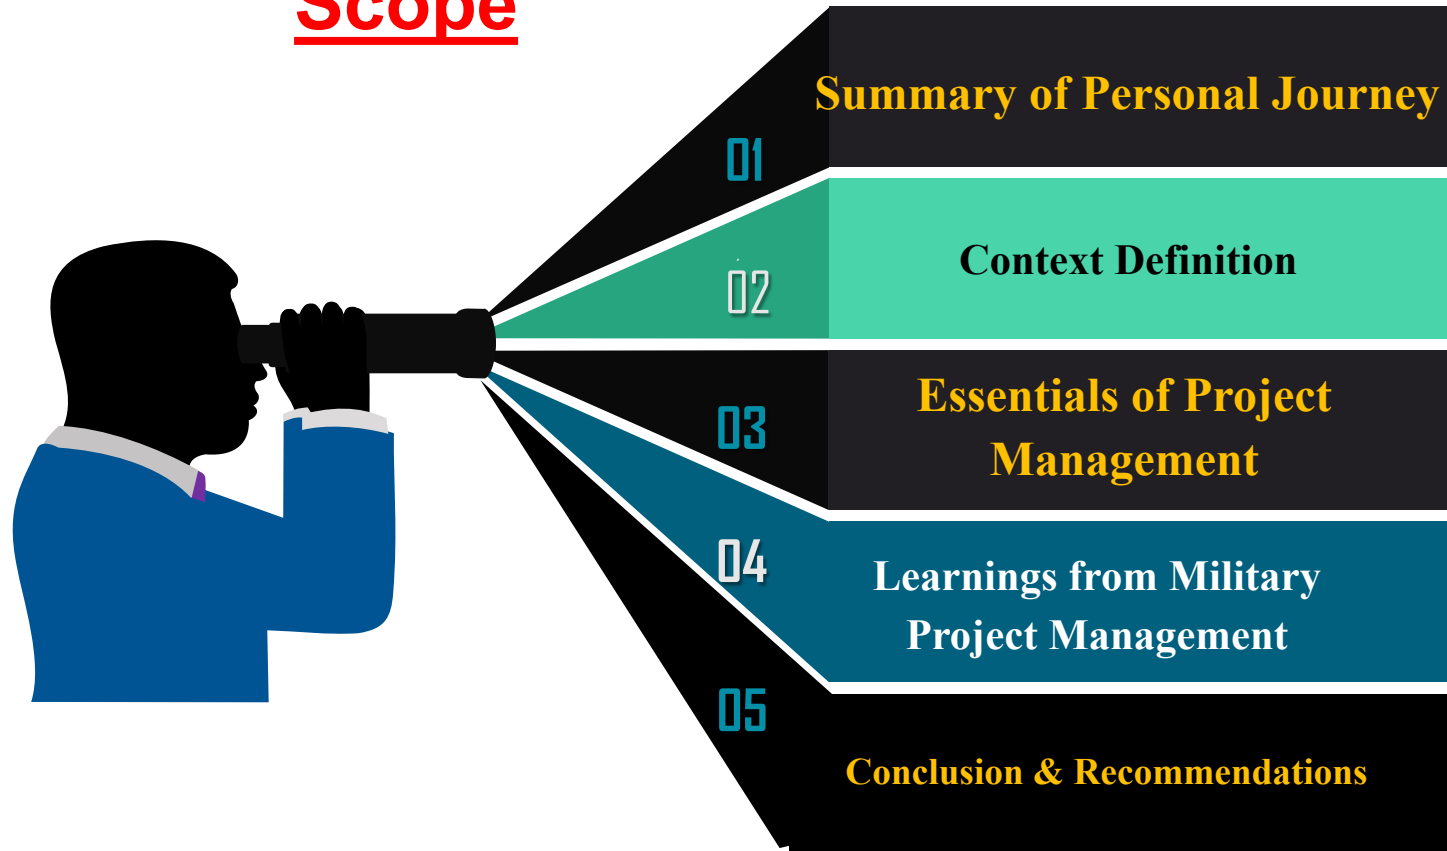 Scope
01
Summary of Personal Journey
02
Context Definition
03
Essentials of Project
Management
04
Learnings from Military
Project Management
05
Conclusion & Recommendations